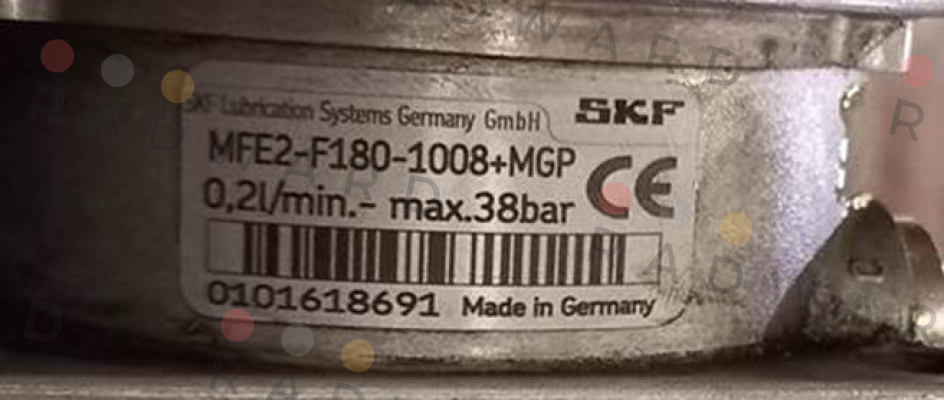 SKF Lubrication Systems Germany GmbH
SKF
MFE2-F180-1008+MGP
CE
0,2l/min.- max.38bar
0101618691 Made in Germany